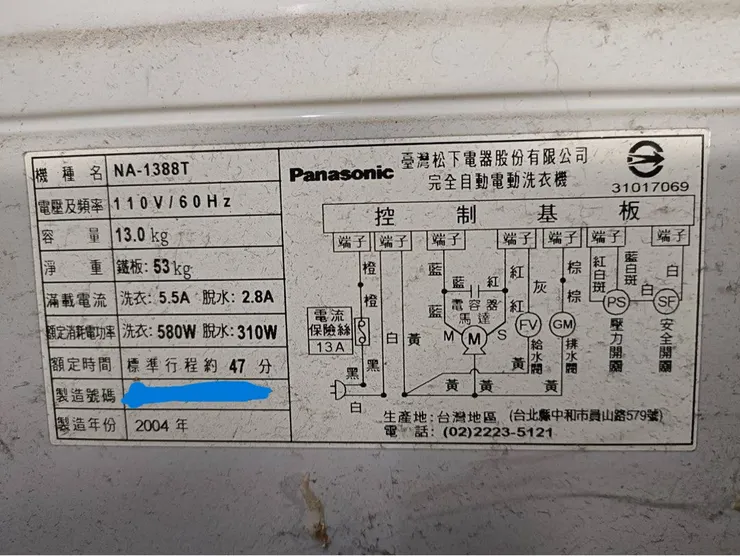 機種名 NA-1388T
電壓及頻率 110V/60Hz
容量 13.0kg
淨重 鐵板: 53kg
滿載電流 洗衣: 5.5A 脫水: 2.8A
額定消耗電功率 洗衣: 580W 脫水: 310W
額定時間 標準行程約 47 分
製造號碼
製造年份 2004 年
Panasonic 臺灣松下電器股份有限公司
完全自動電動洗衣機
31017069
控制基板
端子 端子 端子 端子 端子 端子
橙 藍 藍 紅 紅 灰 棕 紅白斑 藍白斑 白
橙 藍 電容器 紅 棕 白
馬達
電流保險絲 13A
白 黃 M M S FV GM PS SF
給水閥 排水閥 壓力開關 安全開關
黑 黑 黃 黃 黃
白
生產地: 台灣地區 (台北縣中和市員山路579號)
電話: (02)2223-5121